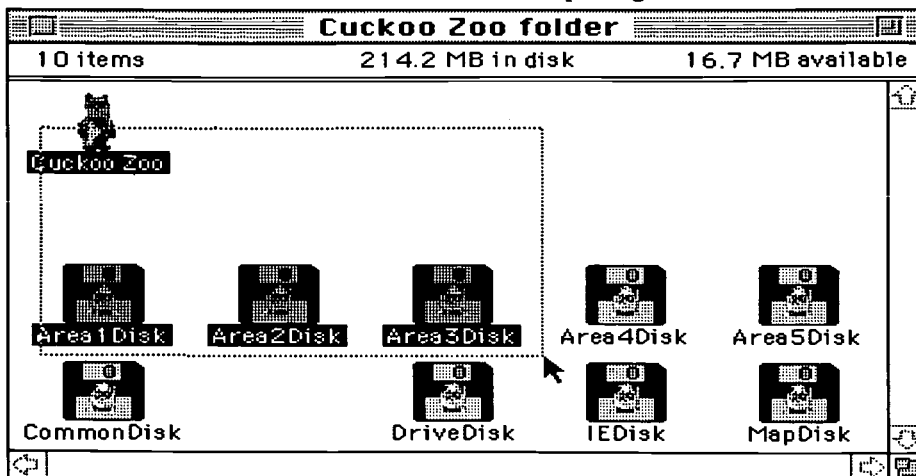 Cuckoo Zoo folder
10 items 214.2 MB in disk 16.7 MB available
Cuckoo Zoo
Area1Disk Area2Disk Area3Disk Area4Disk Area5Disk
CommonDisk DriveDisk IEDisk MapDisk